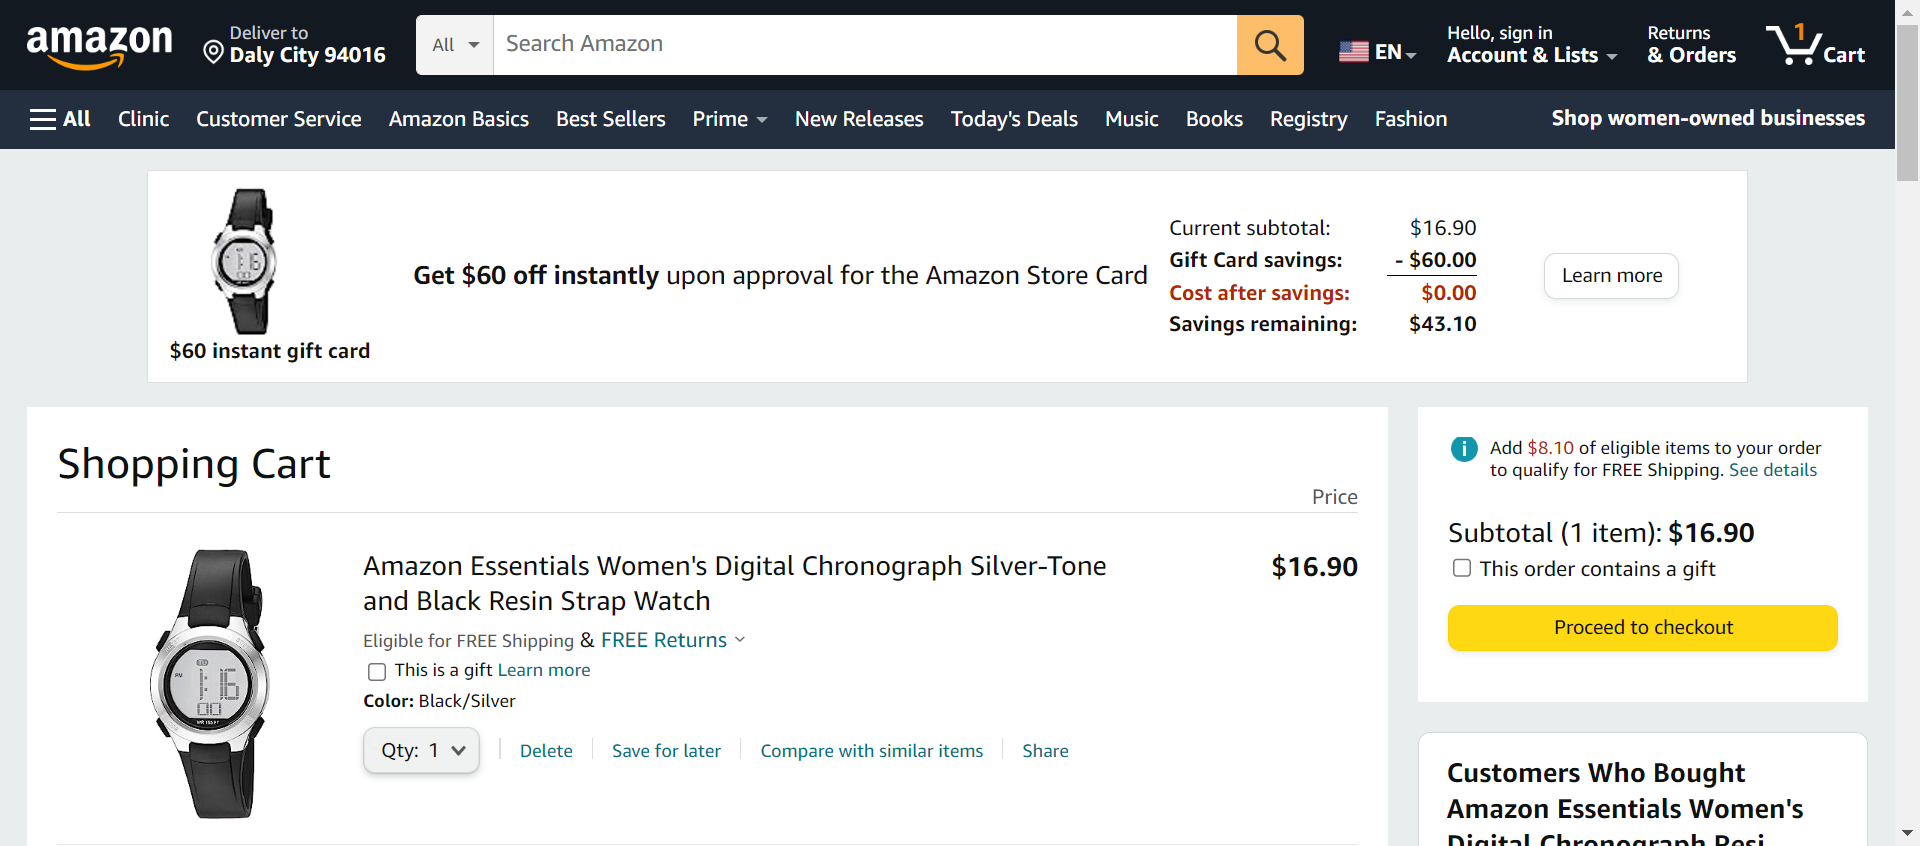 amazon
Deliver to
Daly City 94016
All
Search Amazon
EN
Hello, sign in
Account & Lists
Returns
& Orders
1
Cart
All
Clinic
Customer Service
Amazon Basics
Best Sellers
Prime
New Releases
Today's Deals
Music
Books
Registry
Fashion
Shop women-owned businesses
$60 instant gift card
Get $60 off instantly upon approval for the Amazon Store Card
Current subtotal: $16.90
Gift Card savings: - $60.00
Cost after savings: $0.00
Savings remaining: $43.10
Learn more
Shopping Cart
Price
Amazon Essentials Women's Digital Chronograph Silver-Tone
and Black Resin Strap Watch
$16.90
Eligible for FREE Shipping & FREE Returns
This is a gift Learn more
Color: Black/Silver
Qty: 1
Delete
Save for later
Compare with similar items
Share
Add $8.10 of eligible items to your order
to qualify for FREE Shipping. See details
Subtotal (1 item): $16.90
This order contains a gift
Proceed to checkout
Customers Who Bought
Amazon Essentials Women's
Digital Chronograph Resi